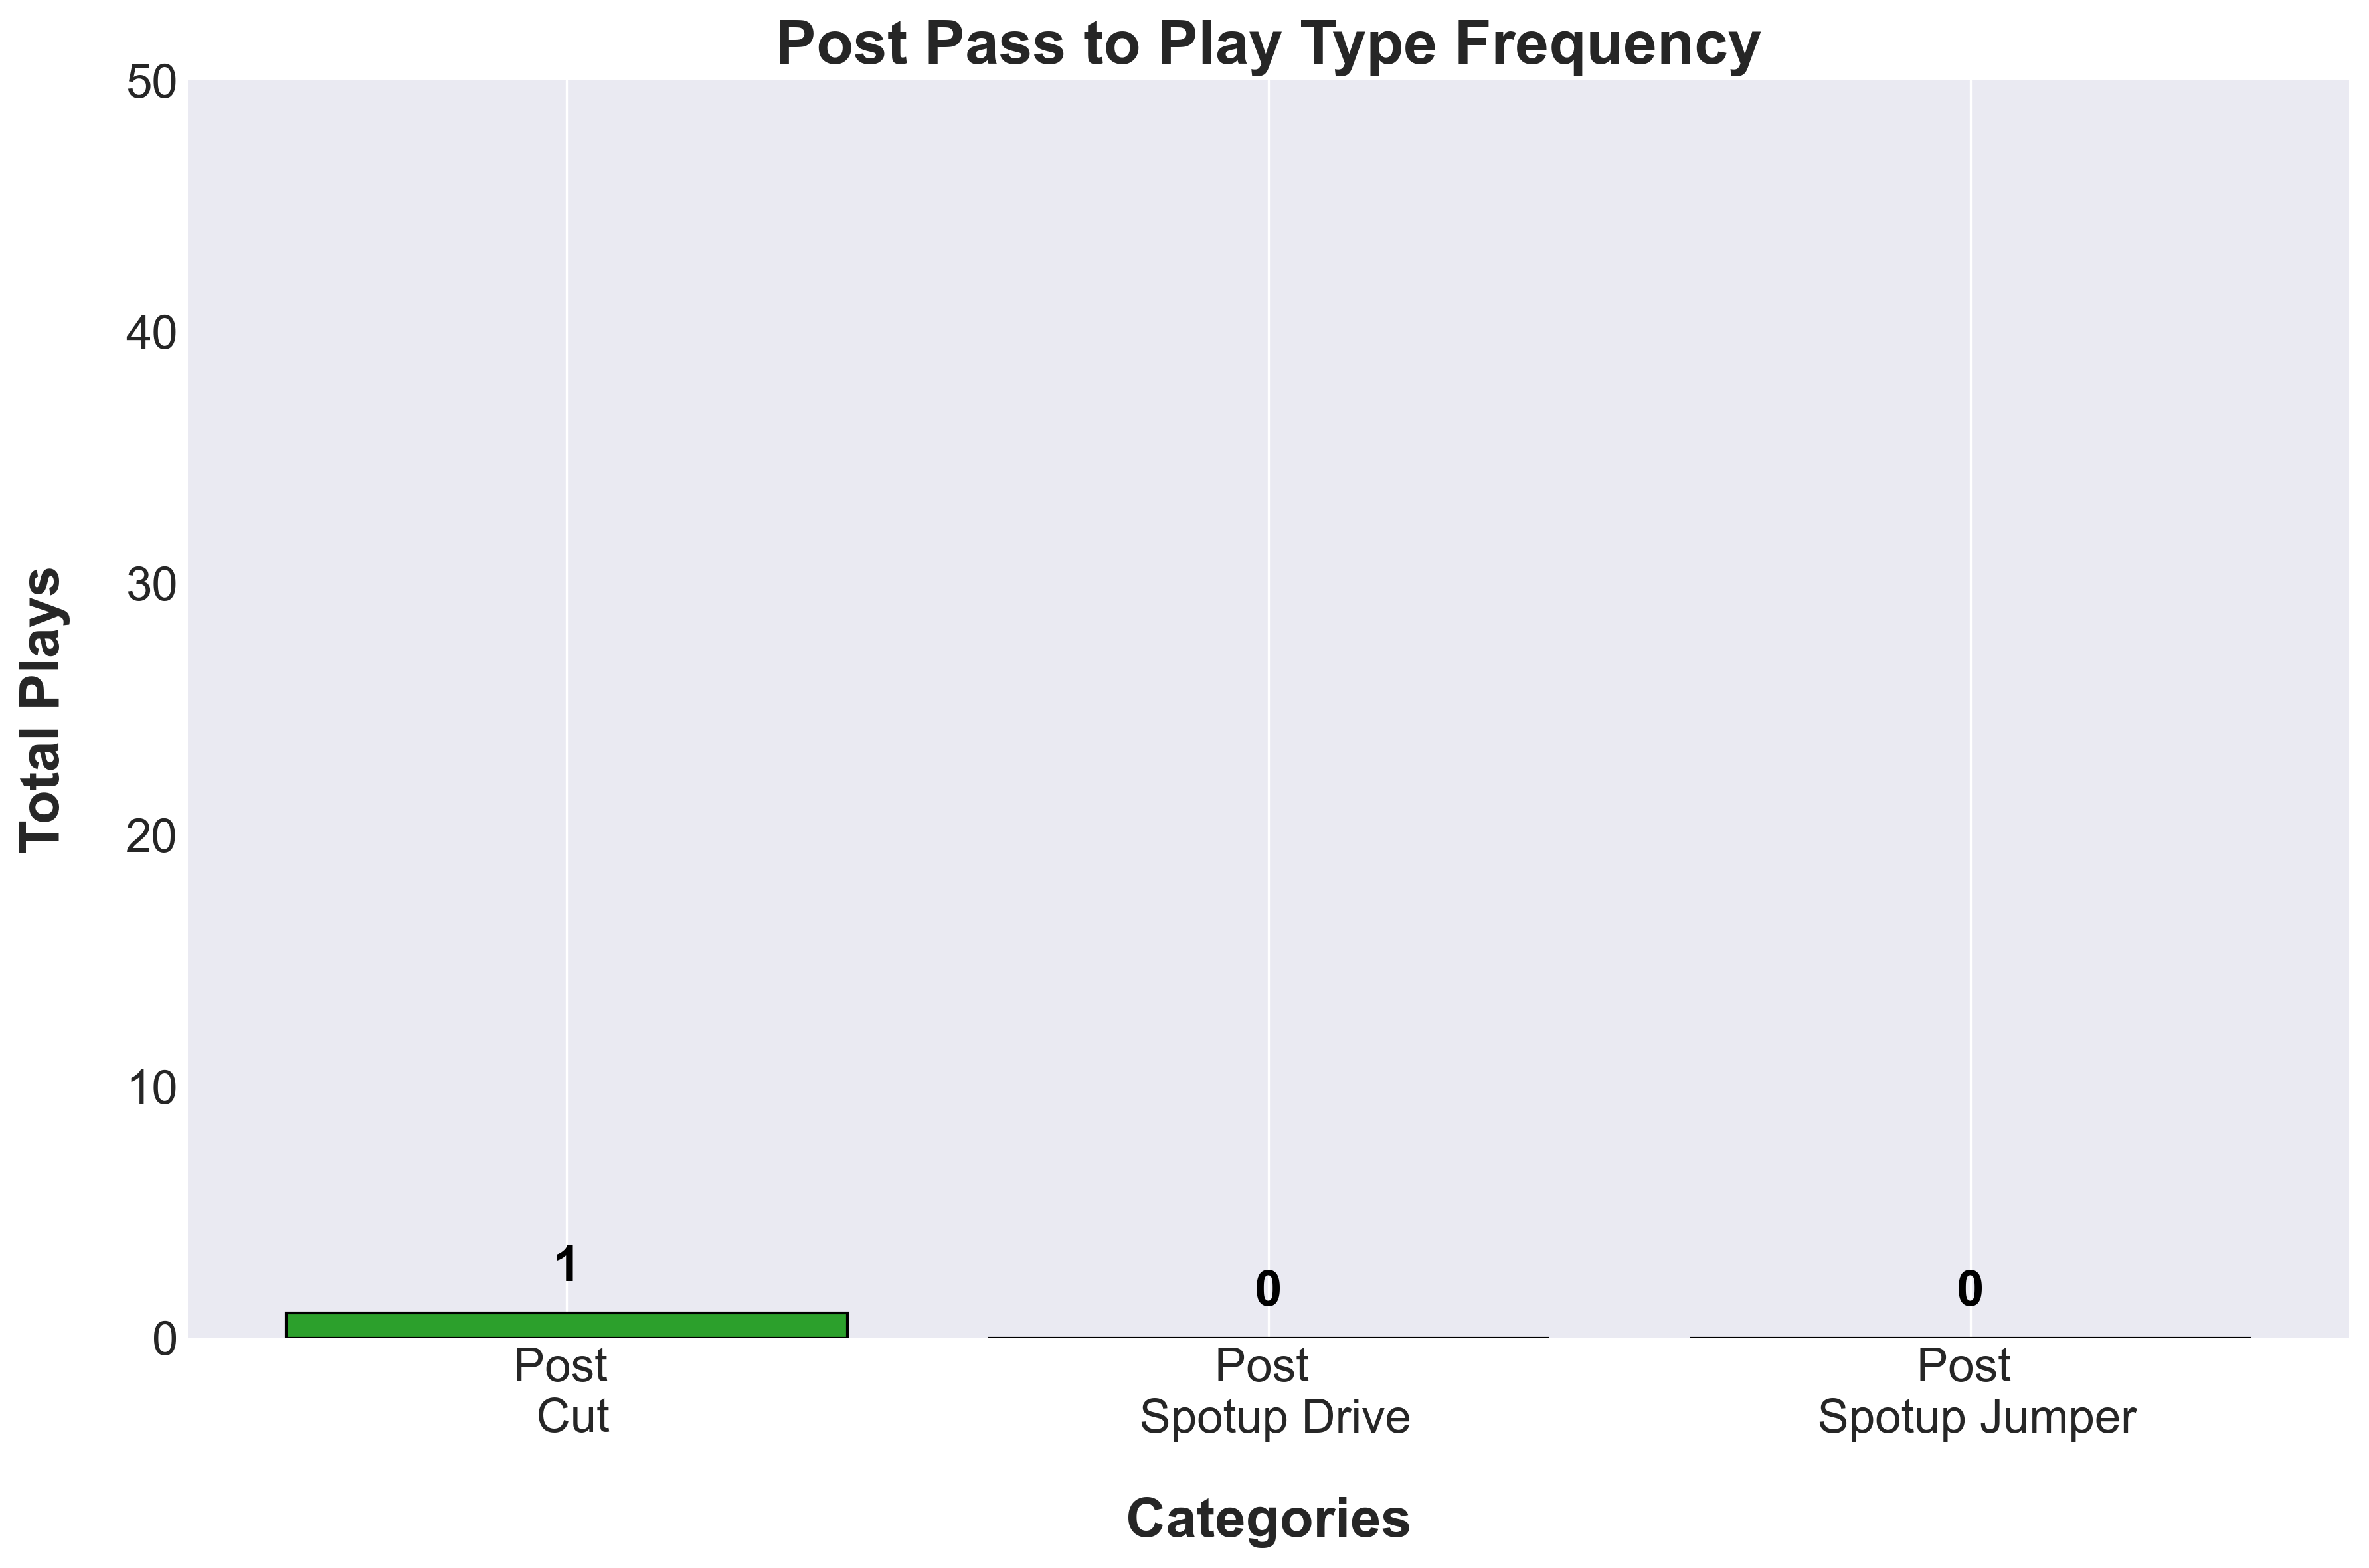 Post Pass to Play Type Frequency
50
40
30
20
10
0
Total Plays
1
0
0
Post
Cut
Post
Spotup Drive
Post
Spotup Jumper
Categories